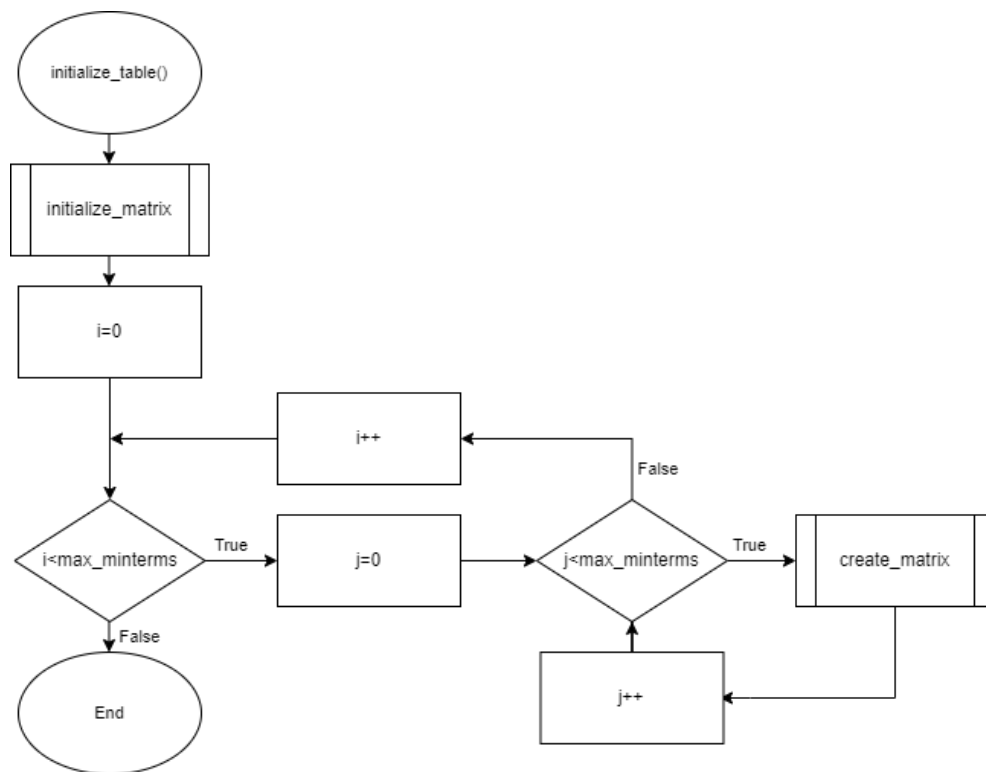 initialize_table()
initialize_matrix
i=0
i++
False
i<max_minterms
True
j=0
j<max_minterms
True
create_matrix
False
j++
End